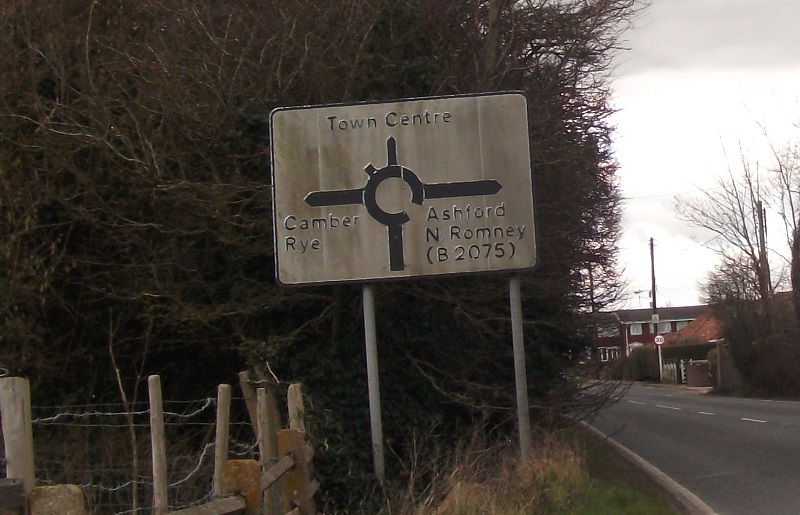 Town Centre
Camber
Rye
Ashford
N Romney
(B 2075)
30